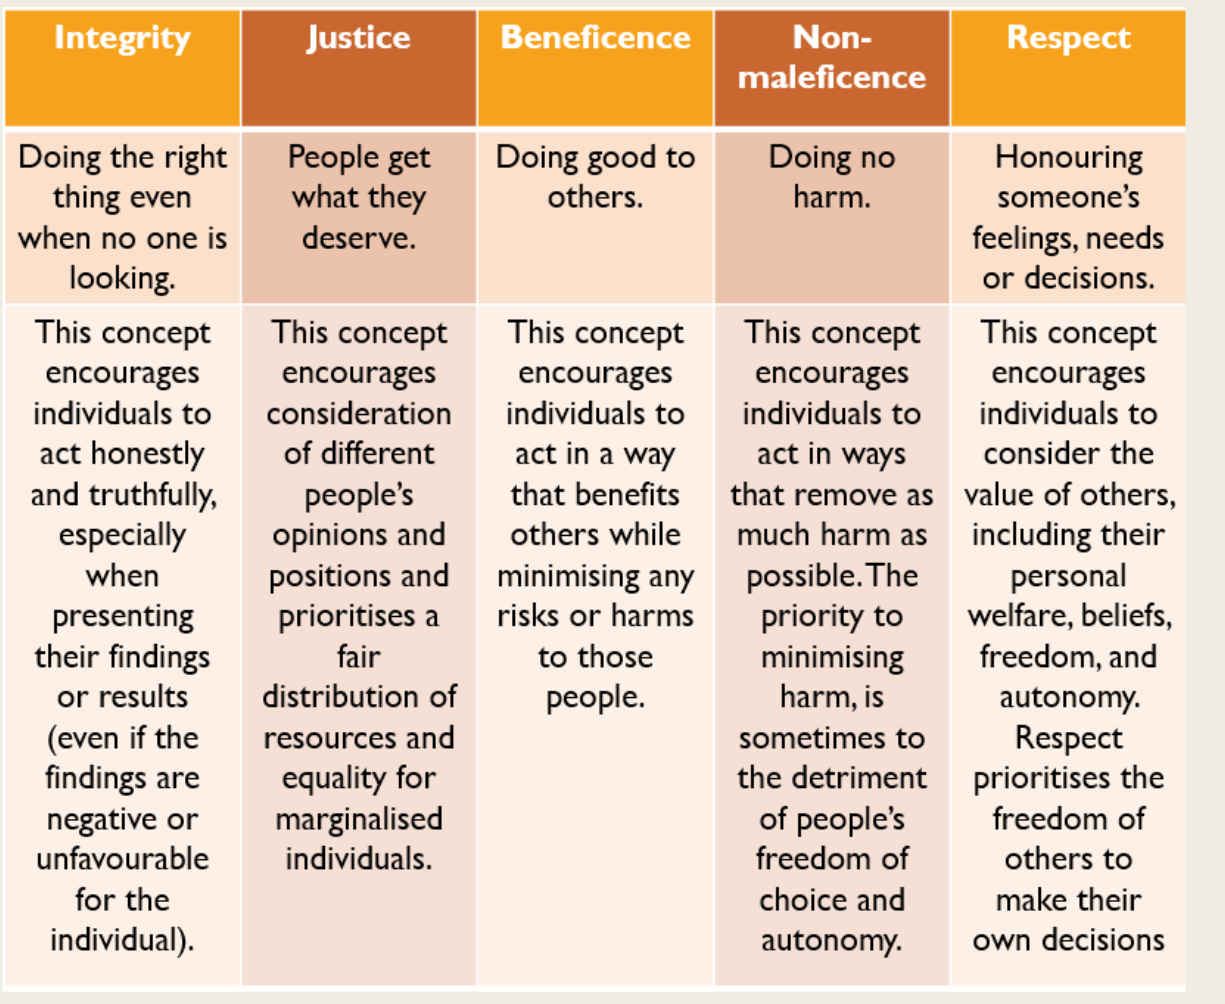 Integrity
Justice
Beneficence
Non-
maleficence
Respect
Doing the right
thing even
when no one is
looking.
People get
what they
deserve.
Doing good to
others.
Doing no
harm.
Honouring
someone’s
feelings, needs
or decisions.
This concept
encourages
individuals to
act honestly
and truthfully,
especially
when
presenting
their findings
or results
(even if the
findings are
negative or
unfavourable
for the
individual).
This concept
encourages
consideration
of different
people’s
opinions and
positions and
prioritises a
fair
distribution of
resources and
equality for
marginalised
individuals.
This concept
encourages
individuals to
act in a way
that benefits
others while
minimising any
risks or harms
to those
people.
This concept
encourages
individuals to
act in ways
that remove as
much harm as
possible. The
priority to
minimising
harm, is
sometimes to
the detriment
of people’s
freedom of
choice and
autonomy.
This concept
encourages
individuals to
consider the
value of others,
including their
personal
welfare, beliefs,
freedom, and
autonomy.
Respect
prioritises the
freedom of
others to
make their
own decisions